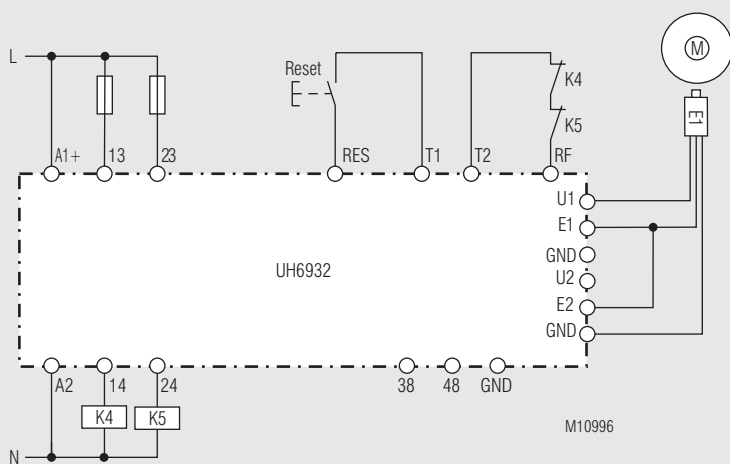 L
Reset
K4
K5
M
E1
A1+ 13 23 RES T1 T2 RF
U1
E1
GND
U2
E2
GND
UH6932
A2 14 24 38 48 GND
K4 K5
N
M10996